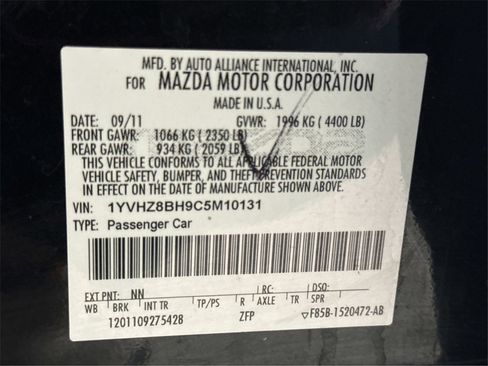 MFD. BY AUTO ALLIANCE INTERNATIONAL, INC.
FOR MAZDA MOTOR CORPORATION
MADE IN U.S.A.
DATE: 09/11 GVWR: 1996 KG ( 4400 LB)
FRONT GAWR: 1066 KG ( 2350 LB)
REAR GAWR: 934 KG ( 2059 LB)
THIS VEHICLE CONFORMS TO ALL APPLICABLE FEDERAL MOTOR
VEHICLE SAFETY, BUMPER, AND THEFT PREVENTION STANDARDS
IN EFFECT ON THE DATE OF MANUFACTURE SHOWN ABOVE.
VIN: 1YVHZ8BH9C5M10131
TYPE: Passenger Car
EXT PNT: NN RC: DSO:
WB BRK INT TR TP/PS R AXLE TR SPR
1201109275428 ZFP ▽F85B-1520472-AB